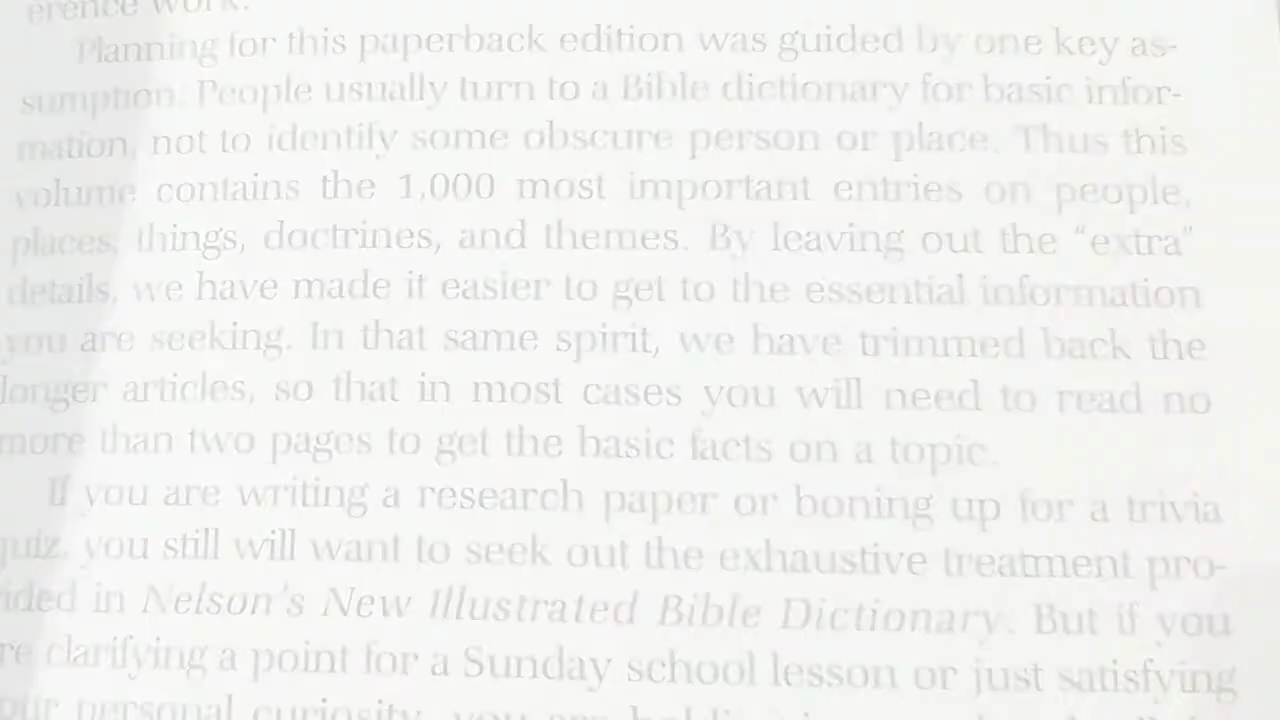 erence work.
Planning for this paperback edition was guided by one key as-
sumption: People usually turn to a Bible dictionary for basic infor-
mation, not to identify some obscure person or place. Thus this
volume contains the 1,000 most important entries on people,
places, things, doctrines, and themes. By leaving out the “extra”
details, we have made it easier to get to the essential information
you are seeking. In that same spirit, we have trimmed back the
longer articles, so that in most cases you will need to read no
more than two pages to get the basic facts on a topic.
If you are writing a research paper or boning up for a trivia
quiz, you still will want to seek out the exhaustive treatment pro-
ided in Nelson's New Illustrated Bible Dictionary. But if you
re clarifying a point for a Sunday school lesson or just satisfying
our personal curiosity, you are